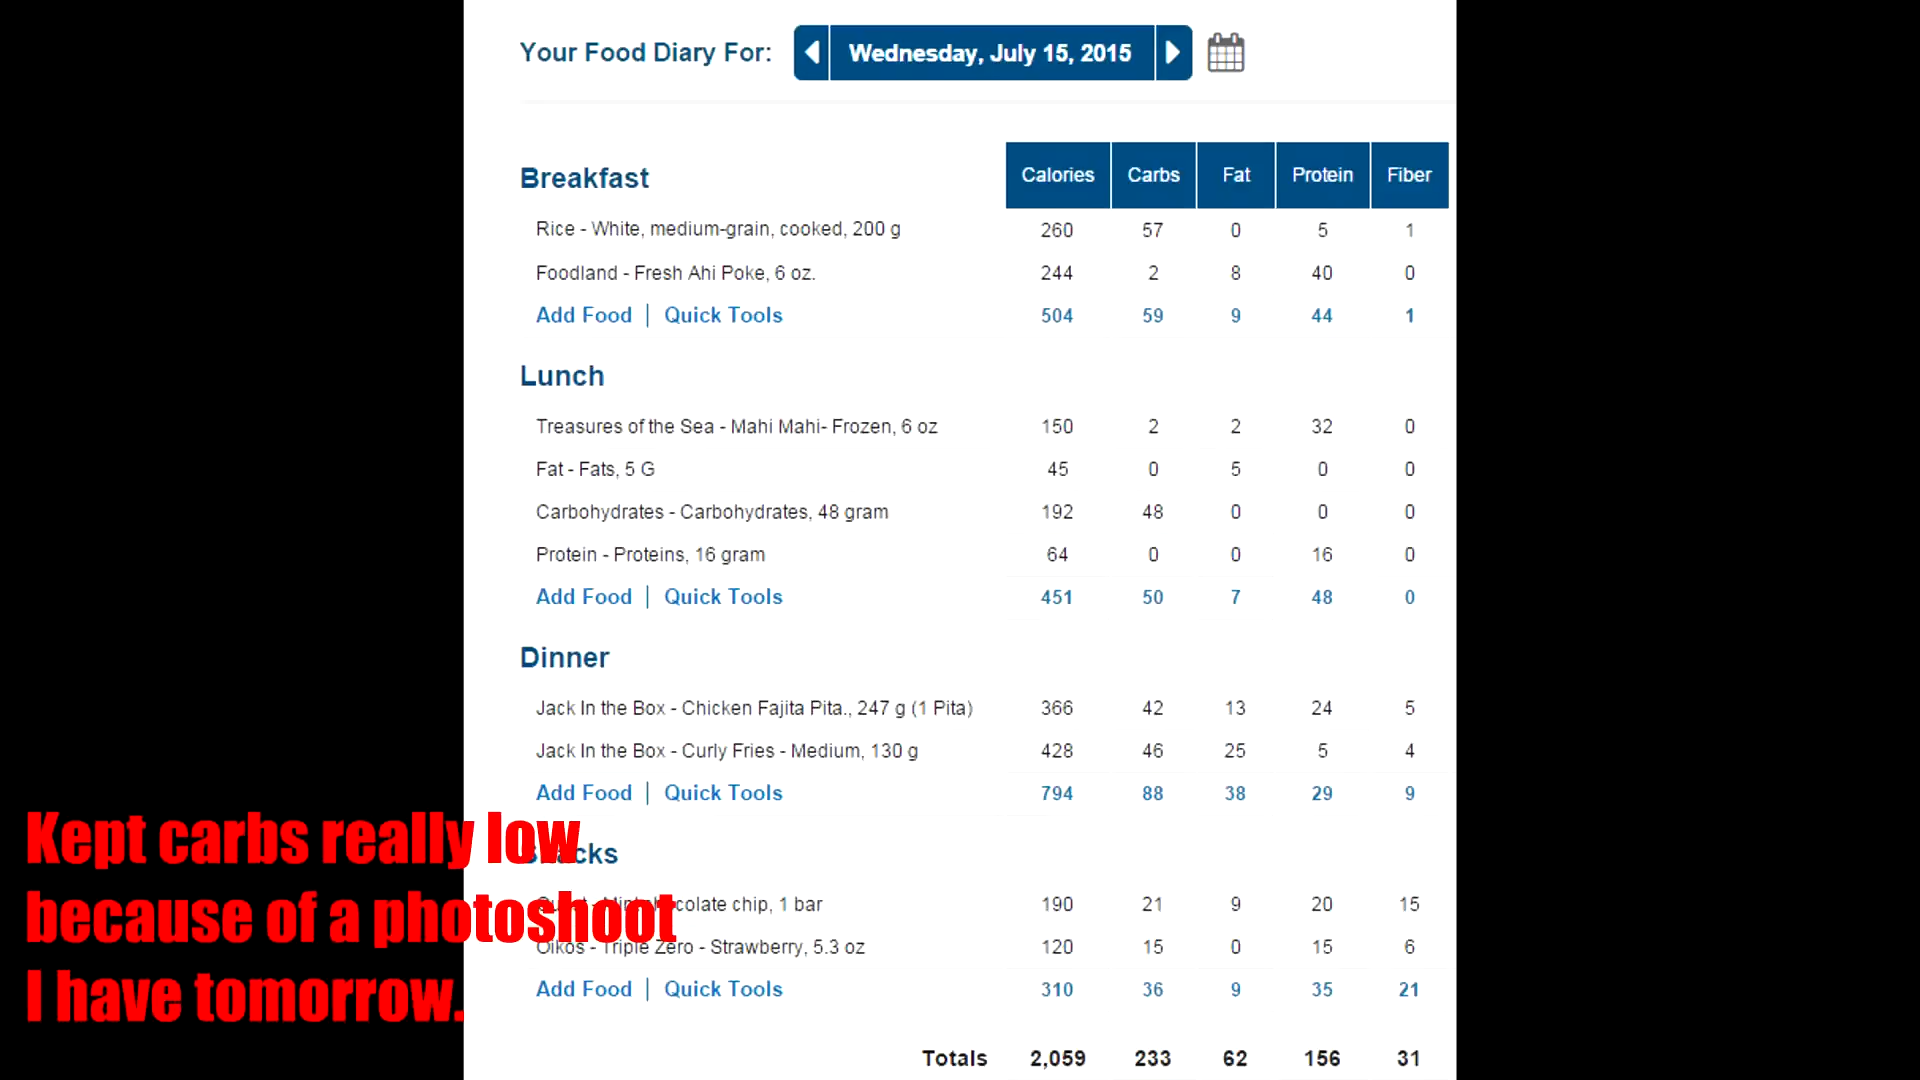 Your Food Diary For: Wednesday, July 15, 2015
Breakfast Calories Carbs Fat Protein Fiber
Rice - White, medium-grain, cooked, 200 g 260 57 0 5 1
Foodland - Fresh Ahi Poke, 6 oz. 244 2 8 40 0
Add Food | Quick Tools 504 59 9 44 1
Lunch
Treasures of the Sea - Mahi Mahi- Frozen, 6 oz 150 2 2 32 0
Fat - Fats, 5 G 45 0 5 0 0
Carbohydrates - Carbohydrates, 48 gram 192 48 0 0 0
Protein - Proteins, 16 gram 64 0 0 16 0
Add Food | Quick Tools 451 50 7 48 0
Dinner
Jack In the Box - Chicken Fajita Pita., 247 g (1 Pita) 366 42 13 24 5
Jack In the Box - Curly Fries - Medium, 130 g 428 46 25 5 4
Add Food | Quick Tools 794 88 38 29 9
Snacks
Quest - Mint chocolate chip, 1 bar 190 21 9 20 15
Oikos - Triple Zero - Strawberry, 5.3 oz 120 15 0 15 6
Add Food | Quick Tools 310 36 9 35 21
Totals 2,059 233 62 156 31
Kept carbs really low
because of a photoshoot
I have tomorrow.